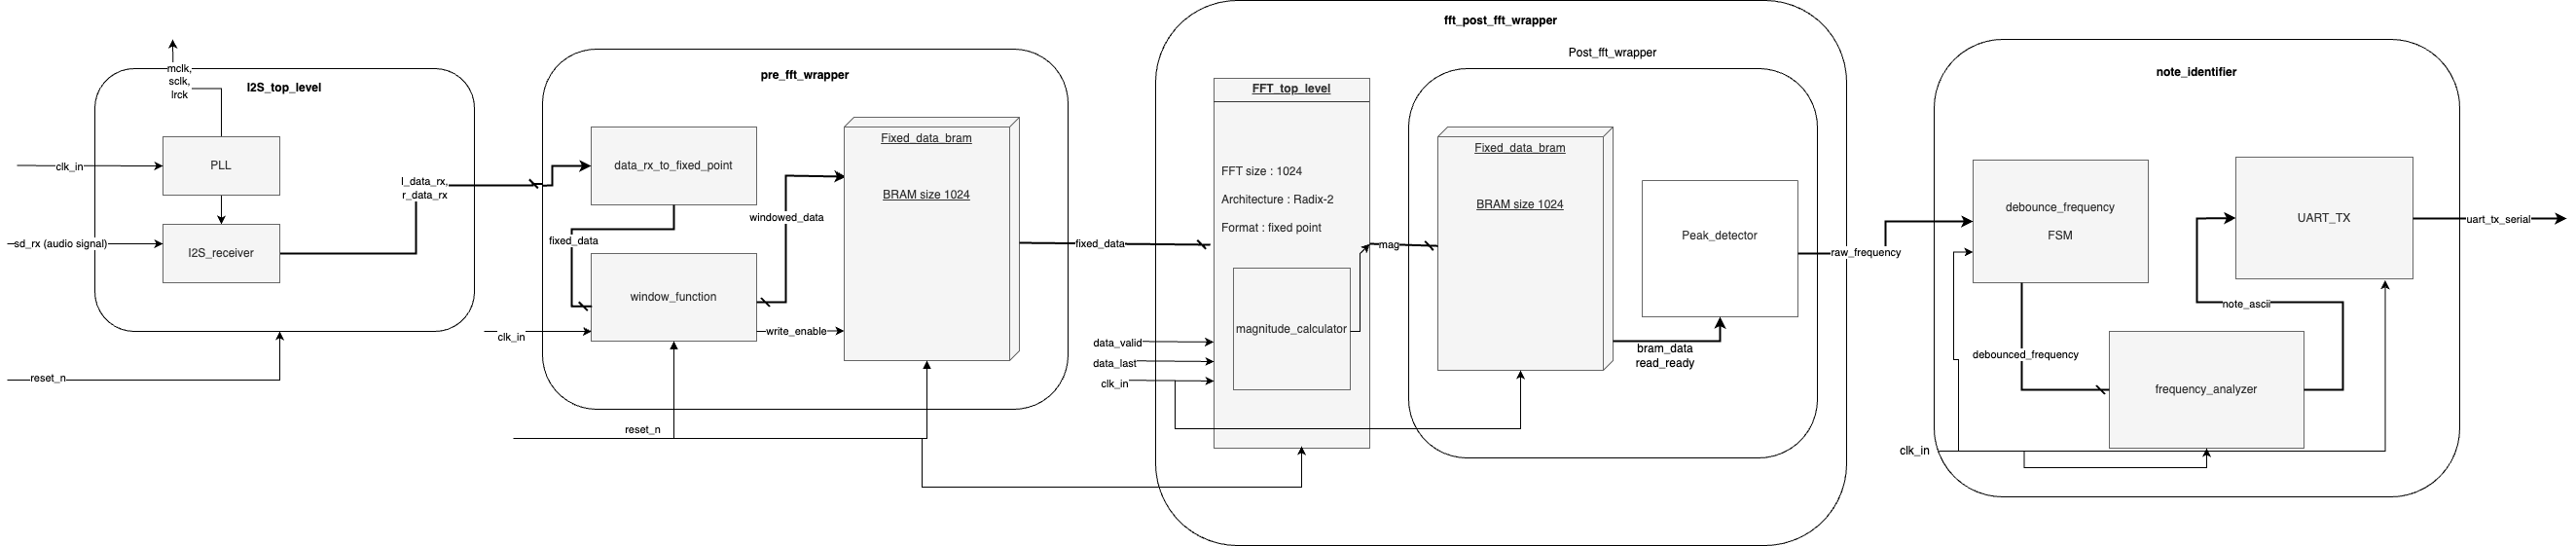 I2S_top_level
mclk,
sclk,
lrck
clk_in
PLL
sd_rx (audio signal)
I2S_receiver
l_data_rx,
r_data_rx
reset_n
pre_fft_wrapper
data_rx_to_fixed_point
fixed_data
window_function
clk_in
windowed_data
write_enable
Fixed_data_bram
BRAM size 1024
reset_n
fixed_data
fft_post_fft_wrapper
FFT_top_level
FFT size : 1024
Architecture : Radix-2
Format : fixed point
magnitude_calculator
data_valid
data_last
clk_in
mag
Post_fft_wrapper
Fixed_data_bram
BRAM size 1024
Peak_detector
bram_data
read_ready
raw_frequency
note_identifier
debounce_frequency
FSM
debounced_frequency
frequency_analyzer
note_ascii
UART_TX
uart_tx_serial
clk_in